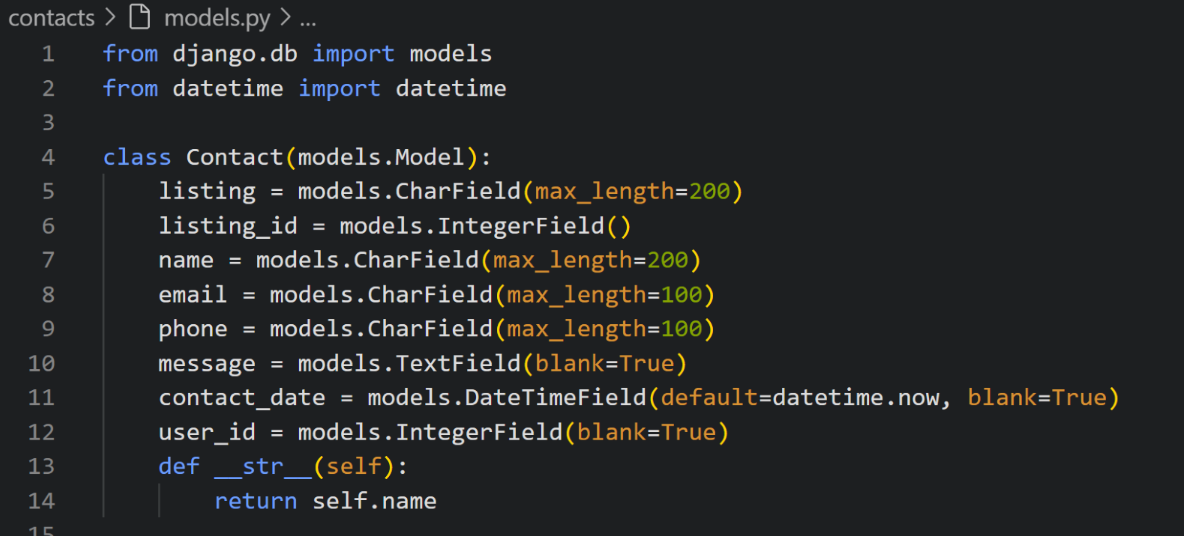 contacts > models.py > ...
1 from django.db import models
2 from datetime import datetime
3
4 class Contact(models.Model):
5     listing = models.CharField(max_length=200)
6     listing_id = models.IntegerField()
7     name = models.CharField(max_length=200)
8     email = models.CharField(max_length=100)
9     phone = models.CharField(max_length=100)
10     message = models.TextField(blank=True)
11     contact_date = models.DateTimeField(default=datetime.now, blank=True)
12     user_id = models.IntegerField(blank=True)
13     def __str__(self):
14         return self.name
15